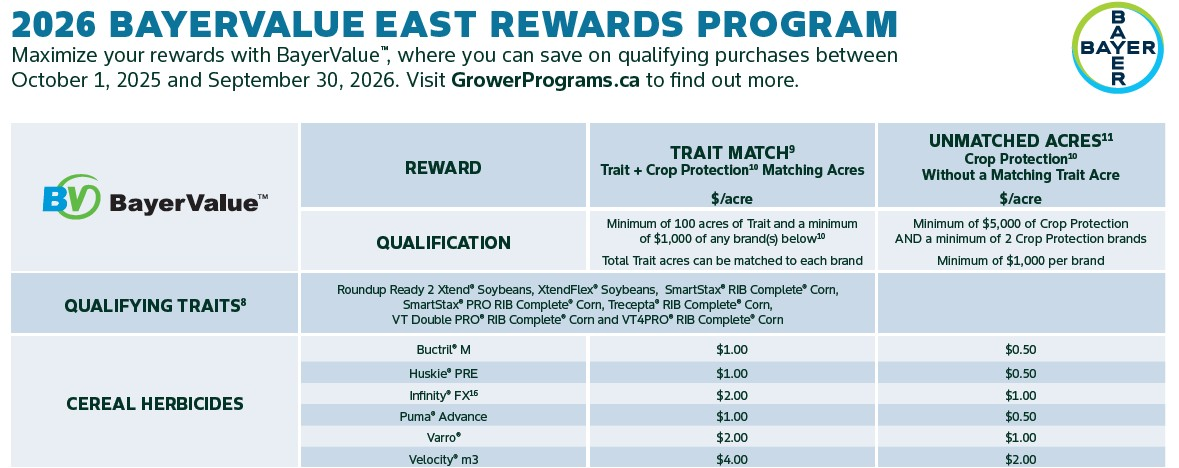 2026 BAYERVALUE EAST REWARDS PROGRAM
Maximize your rewards with BayerValue™, where you can save on qualifying purchases between
October 1, 2025 and September 30, 2026. Visit GrowerPrograms.ca to find out more.
BAYER
BAYER
BV BayerValue™
REWARD
TRAIT MATCH⁹
Trait + Crop Protection¹⁰ Matching Acres
$/acre
UNMATCHED ACRES¹¹
Crop Protection¹⁰
Without a Matching Trait Acre
$/acre
QUALIFICATION
Minimum of 100 acres of Trait and a minimum
of $1,000 of any brand(s) below¹⁰
Total Trait acres can be matched to each brand
Minimum of $5,000 of Crop Protection
AND a minimum of 2 Crop Protection brands
Minimum of $1,000 per brand
QUALIFYING TRAITS⁸
Roundup Ready 2 Xtend® Soybeans, XtendFlex® Soybeans, SmartStax® RIB Complete® Corn,
SmartStax® PRO RIB Complete® Corn, Trecepta® RIB Complete® Corn,
VT Double PRO® RIB Complete® Corn and VT4PRO® RIB Complete® Corn
CEREAL HERBICIDES
Buctril® M $1.00 $0.50
Huskie® PRE $1.00 $0.50
Infinity® FX¹⁶ $2.00 $1.00
Puma® Advance $1.00 $0.50
Varro® $2.00 $1.00
Velocity® m3 $4.00 $2.00